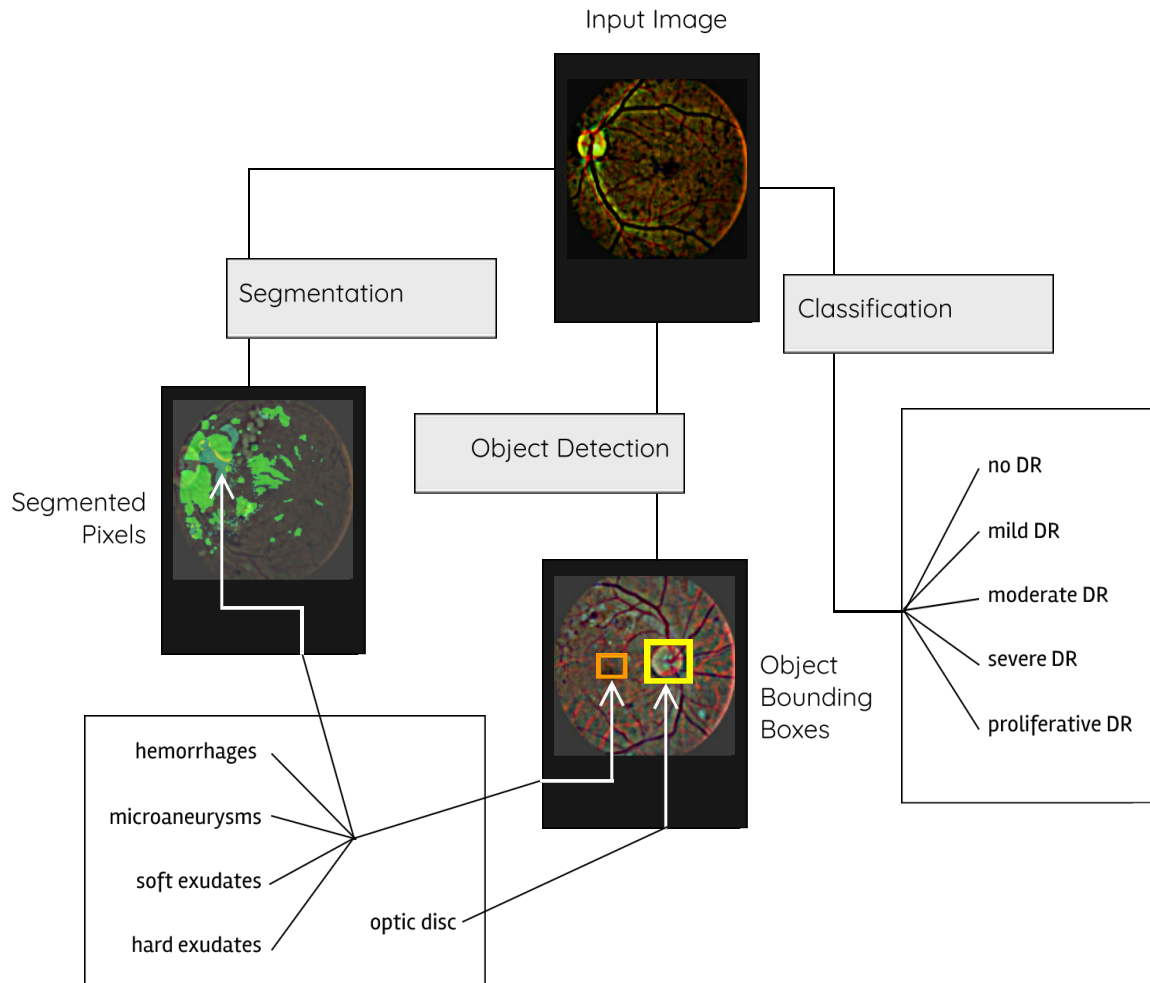 Input Image
Segmentation
Classification
Object Detection
Segmented
Pixels
no DR
mild DR
moderate DR
severe DR
proliferative DR
Object
Bounding
Boxes
hemorrhages
microaneurysms
soft exudates
hard exudates
optic disc